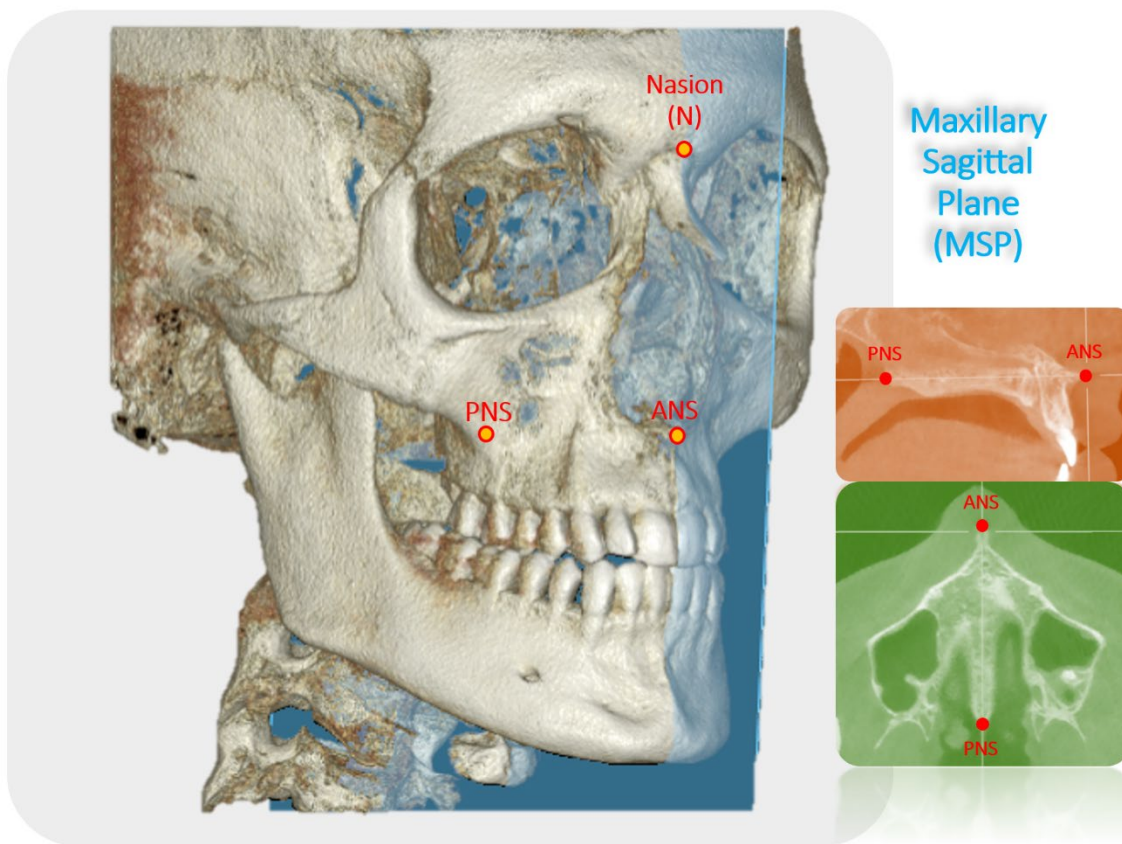 Nasion
(N)
Maxillary
Sagittal
Plane
(MSP)
PNS
ANS
PNS
ANS
ANS
PNS